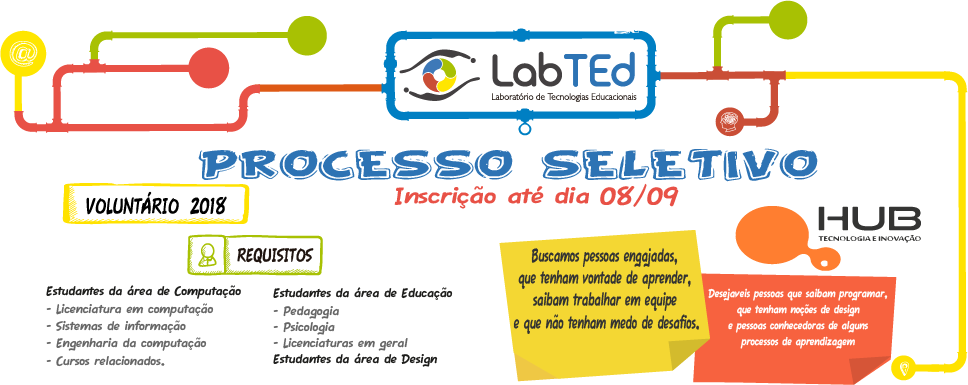 LabTEd
Laboratório de Tecnologias Educacionais
PROCESSO SELETIVO
Inscrição até dia 08/09
VOLUNTÁRIO 2018
REQUISITOS
Estudantes da área de Computação
- Licenciatura em computação
- Sistemas de informação
- Engenharia da computação
- Cursos relacionados.
Estudantes da área de Educação
- Pedagogia
- Psicologia
- Licenciaturas em geral
Estudantes da área de Design
HUB
TECNOLOGIA E INOVAÇÃO
Buscamos pessoas engajadas,
que tenham vontade de aprender,
saibam trabalhar em equipe
e que não tenham medo de desafios.
Desejaveis pessoas que saibam programar,
que tenham noções de design
e pessoas conhecedoras de alguns
processos de aprendizagem